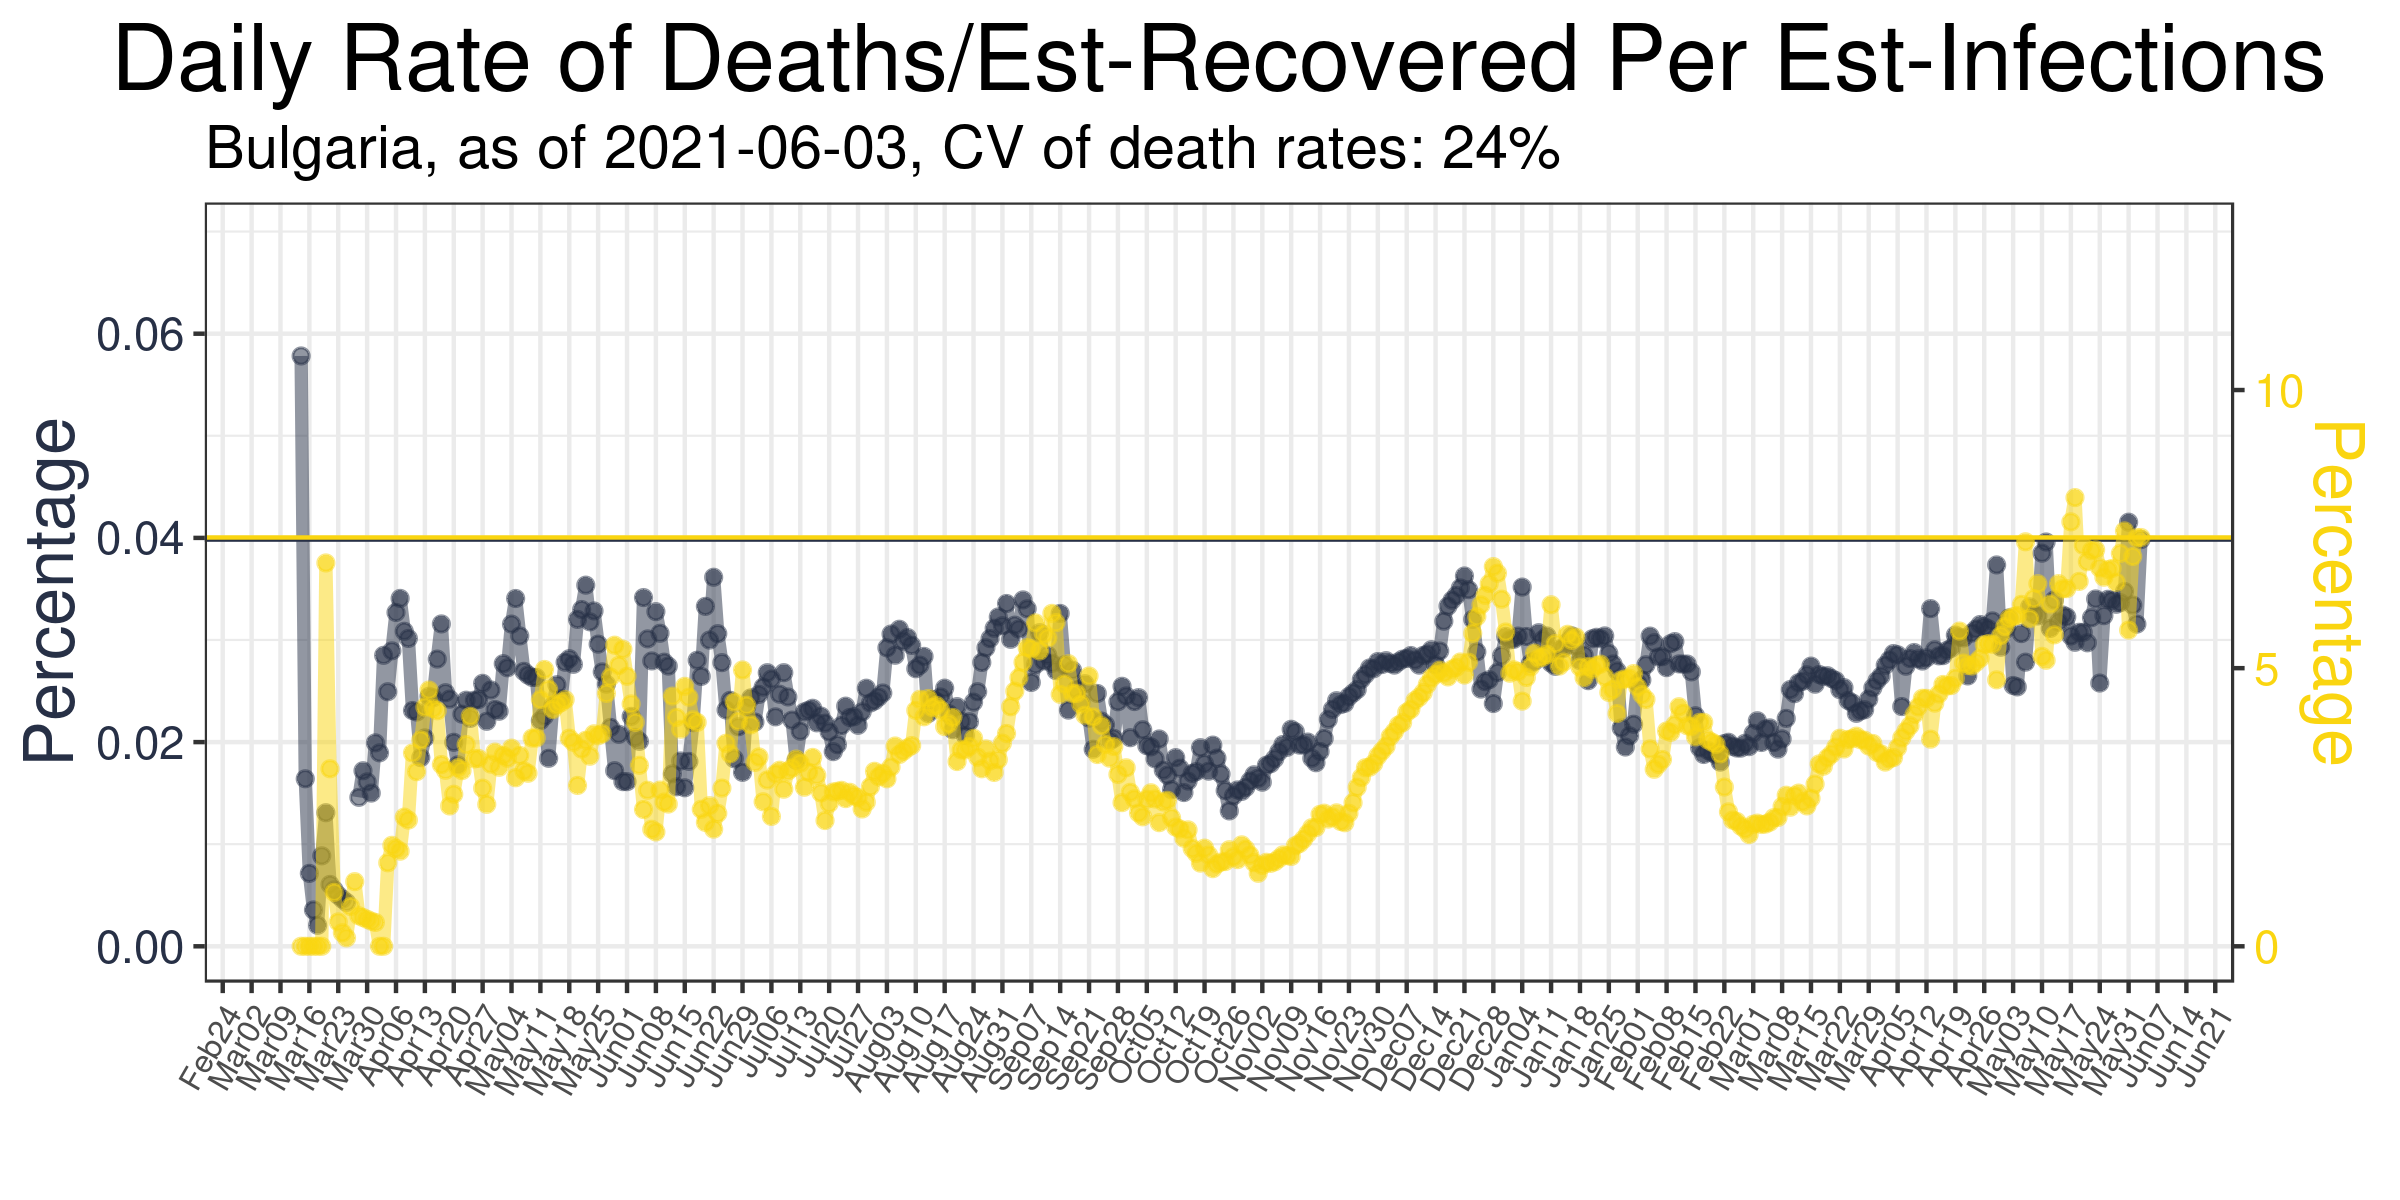 Daily Rate of Deaths/Est-Recovered Per Est-Infections
Bulgaria, as of 2021-06-03, CV of death rates: 24%
Percentage
0.06
0.04
0.02
0.00
10
5
0
Percentage
Feb24
Mar02
Mar09
Mar16
Mar23
Mar30
Apr06
Apr13
Apr20
Apr27
May04
May11
May18
May25
Jun01
Jun08
Jun15
Jun22
Jun29
Jul06
Jul13
Jul20
Jul27
Aug03
Aug10
Aug17
Aug24
Aug31
Sep07
Sep14
Sep21
Sep28
Oct05
Oct12
Oct19
Oct26
Nov02
Nov09
Nov16
Nov23
Nov30
Dec07
Dec14
Dec21
Dec28
Jan04
Jan11
Jan18
Jan25
Feb01
Feb08
Feb15
Feb22
Mar01
Mar08
Mar15
Mar22
Mar29
Apr05
Apr12
Apr19
Apr26
May03
May10
May17
May24
May31
Jun07
Jun14
Jun21